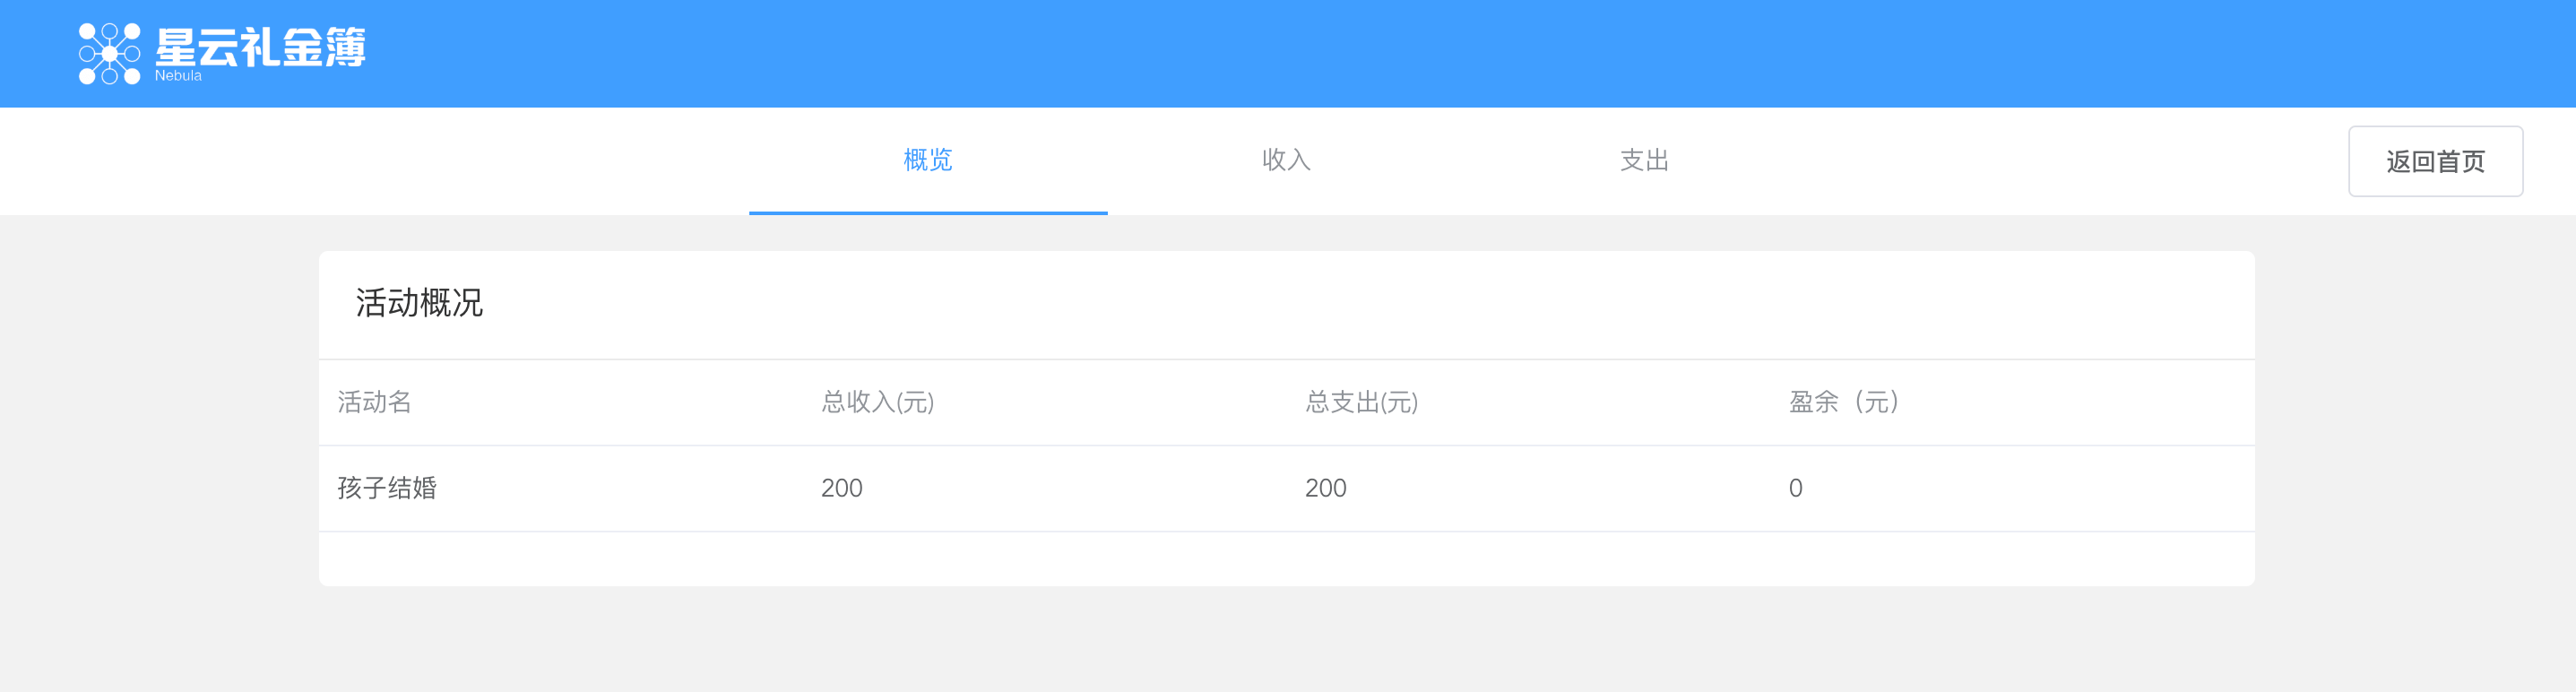 星云礼金簿
Nebula
概览 收入 支出 返回首页
活动概况
活动名 总收入(元) 总支出(元) 盈余（元）
孩子结婚 200 200 0